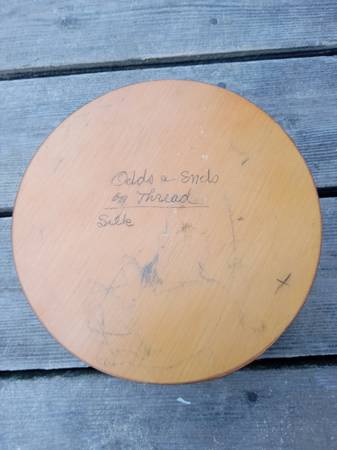 Odds & Ends
of Thread
Silk
X